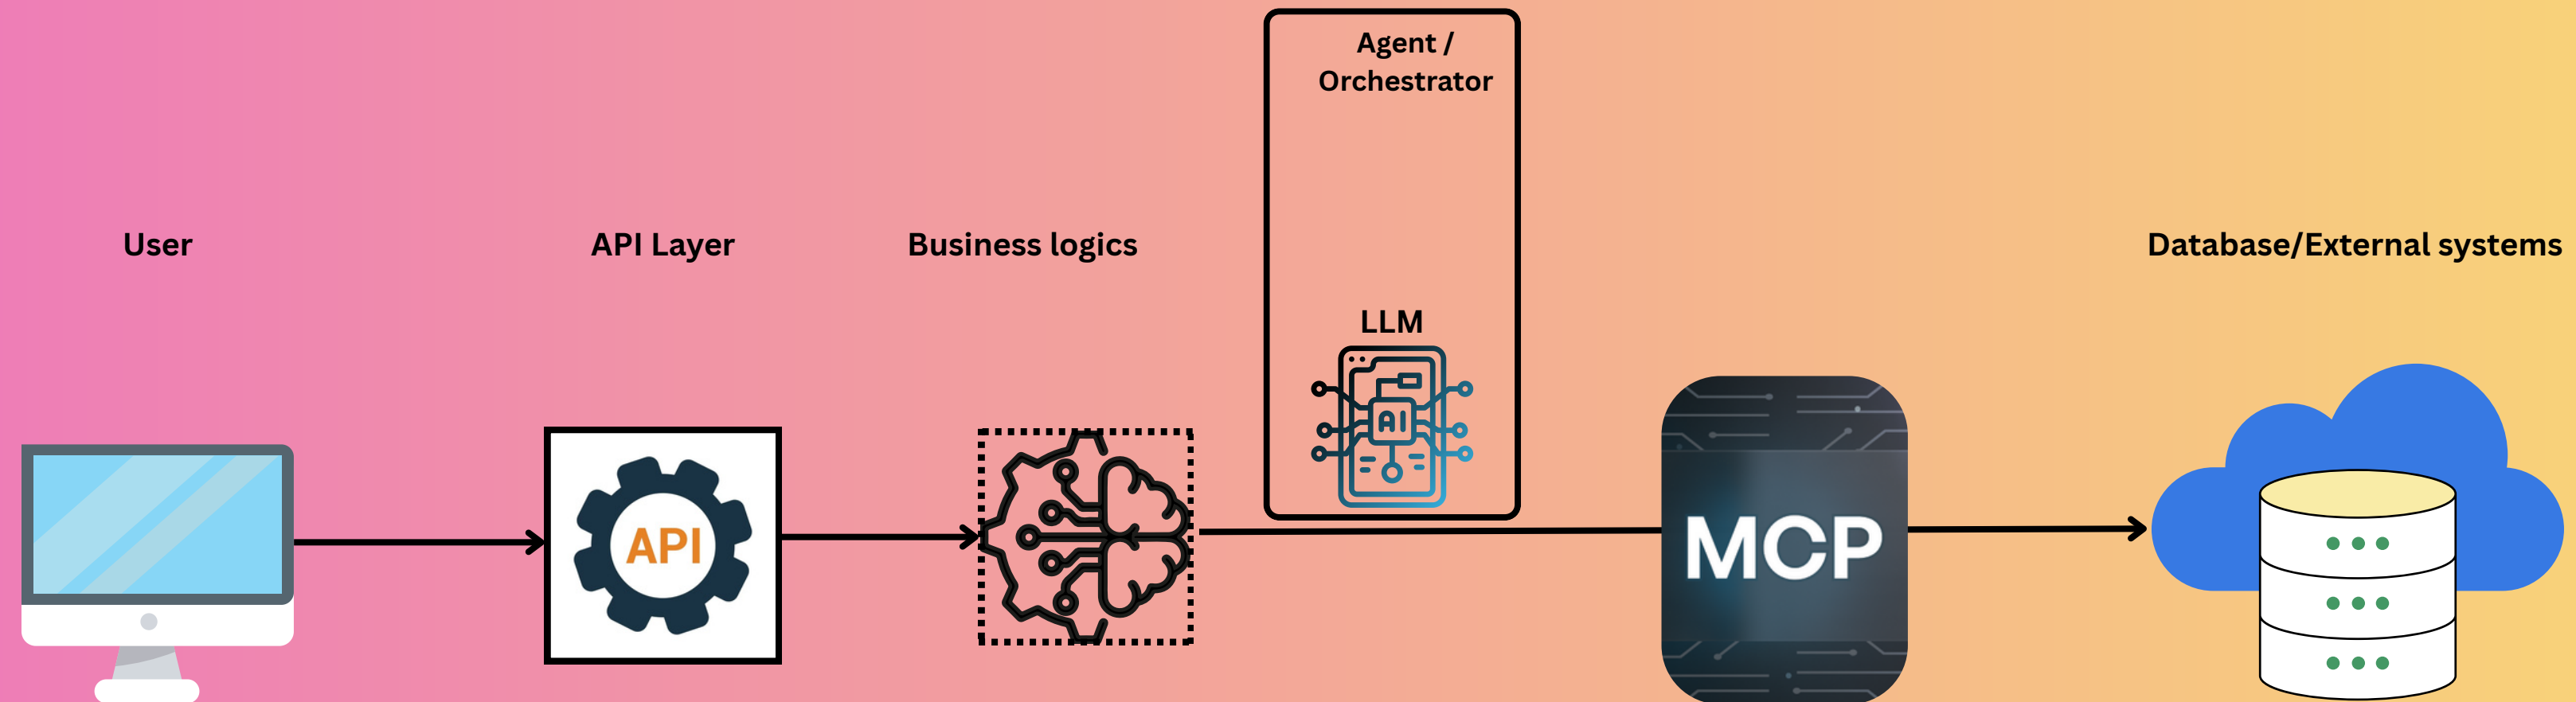 Agent /
Orchestrator
User
API Layer
Business logics
Database/External systems
LLM
AI
API
MCP